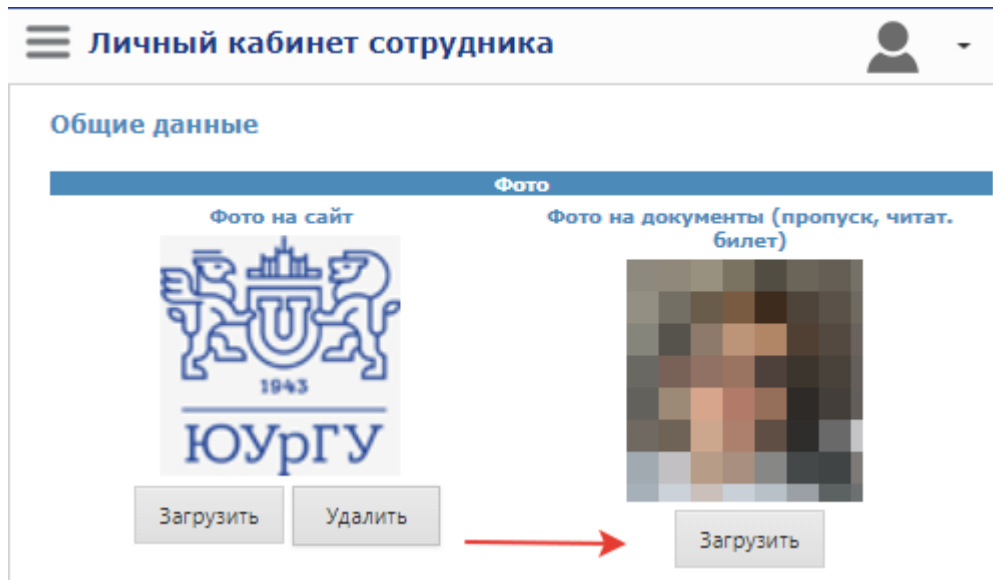 Личный кабинет сотрудника
Общие данные
Фото
Фото на сайт
1943
ЮУрГУ
Загрузить
Удалить
Фото на документы (пропуск, читат.
билет)
Загрузить